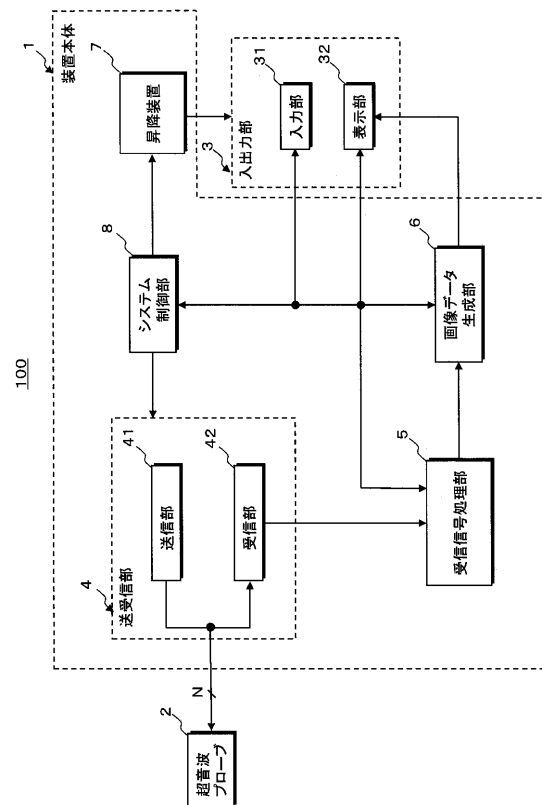 100
1
装置本体
7
昇降装置
3
入出力部
31
入力部
32
表示部
8
システム
制御部
6
画像データ
生成部
4
送受信部
41
送信部
42
受信部
5
受信信号処理部
N
2
超音波
プローブ